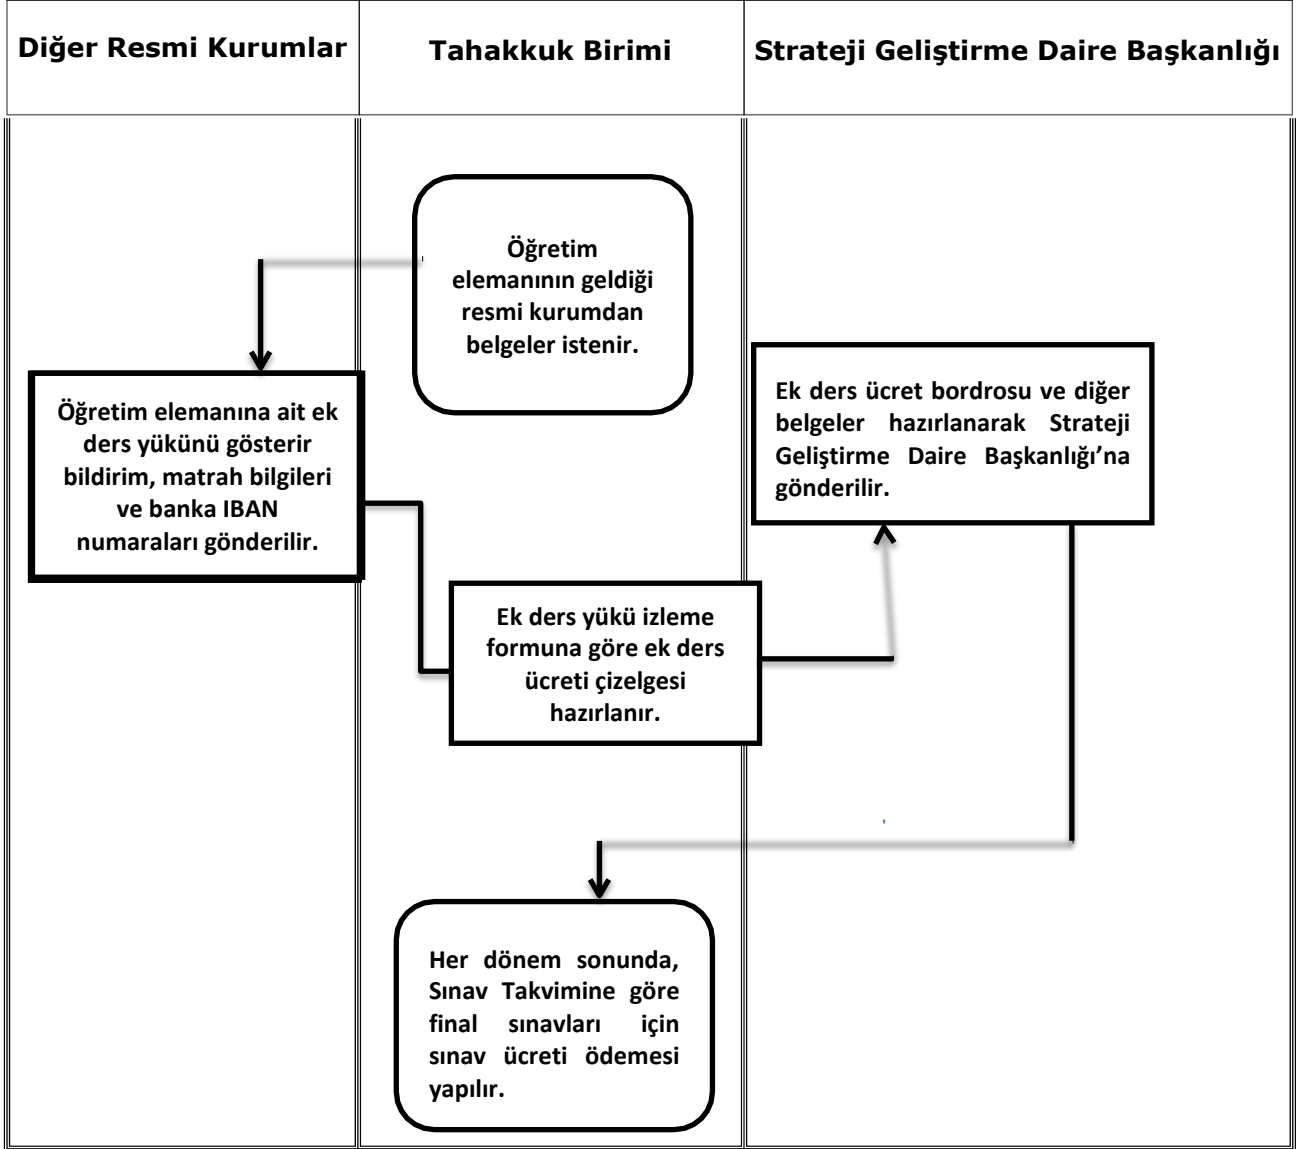 Diğer Resmi Kurumlar
Tahakkuk Birimi
Strateji Geliştirme Daire Başkanlığı
Öğretim
elemanının geldiği
resmi kurumdan
belgeler istenir.
Öğretim elemanına ait ek
ders yükünü gösterir
bildirim, matrah bilgileri
ve banka IBAN
numaraları gönderilir.
Ek ders ücret bordrosu ve diğer
belgeler hazırlanarak Strateji
Geliştirme Daire Başkanlığı’na
gönderilir.
Ek ders yükü izleme
formuna göre ek ders
ücreti çizelgesi
hazırlanır.
Her dönem sonunda,
Sınav Takvimine göre
final sınavları için
sınav ücreti ödemesi
yapılır.